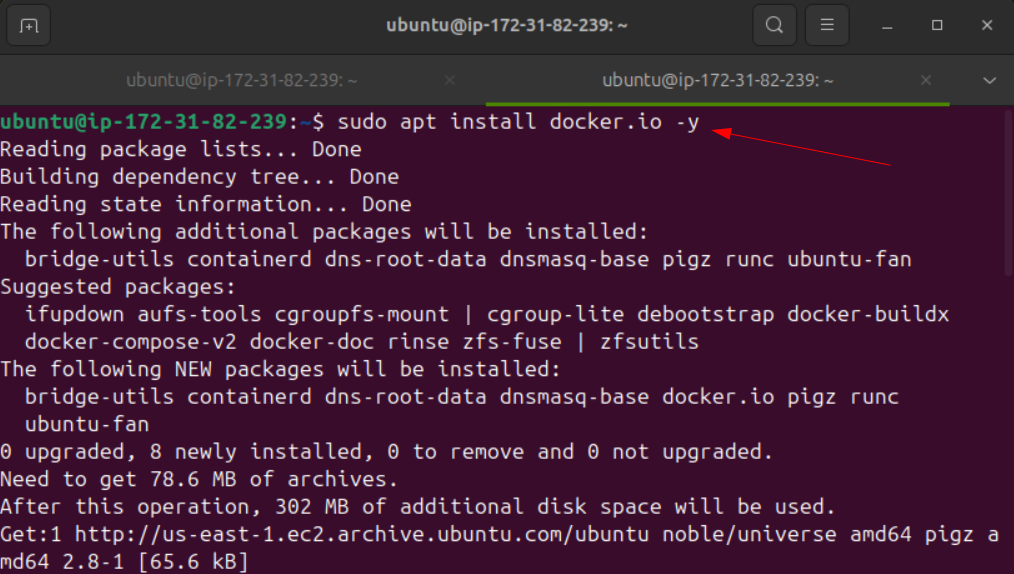 ubuntu@ip-172-31-82-239: ~
ubuntu@ip-172-31-82-239: ~
ubuntu@ip-172-31-82-239: ~
ubuntu@ip-172-31-82-239:~$ sudo apt install docker.io -y
Reading package lists... Done
Building dependency tree... Done
Reading state information... Done
The following additional packages will be installed:
  bridge-utils containerd dns-root-data dnsmasq-base pigz runc ubuntu-fan
Suggested packages:
  ifupdown aufs-tools cgroupfs-mount | cgroup-lite debootstrap docker-buildx
  docker-compose-v2 docker-doc rinse zfs-fuse | zfsutils
The following NEW packages will be installed:
  bridge-utils containerd dns-root-data dnsmasq-base docker.io pigz runc
  ubuntu-fan
0 upgraded, 8 newly installed, 0 to remove and 0 not upgraded.
Need to get 78.6 MB of archives.
After this operation, 302 MB of additional disk space will be used.
Get:1 http://us-east-1.ec2.archive.ubuntu.com/ubuntu noble/universe amd64 pigz a
md64 2.8-1 [65.6 kB]